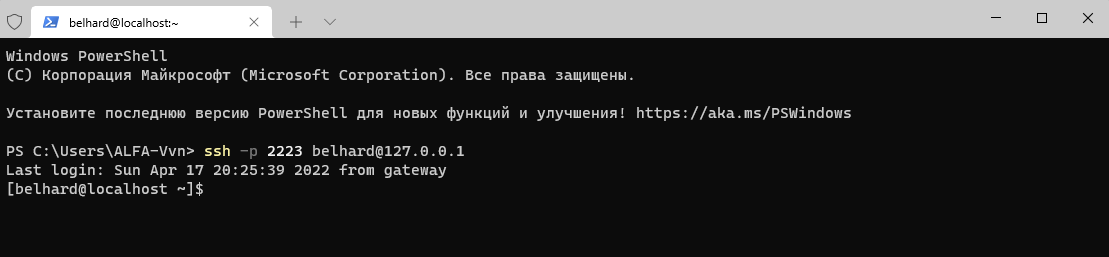 belhard@localhost:~
Windows PowerShell
(C) Корпорация Майкрософт (Microsoft Corporation). Все права защищены.
Установите последнюю версию PowerShell для новых функций и улучшения! https://aka.ms/PSWindows
PS C:\Users\ALFA-Vvn> ssh -p 2223 belhard@127.0.0.1
Last login: Sun Apr 17 20:25:39 2022 from gateway
[belhard@localhost ~]$